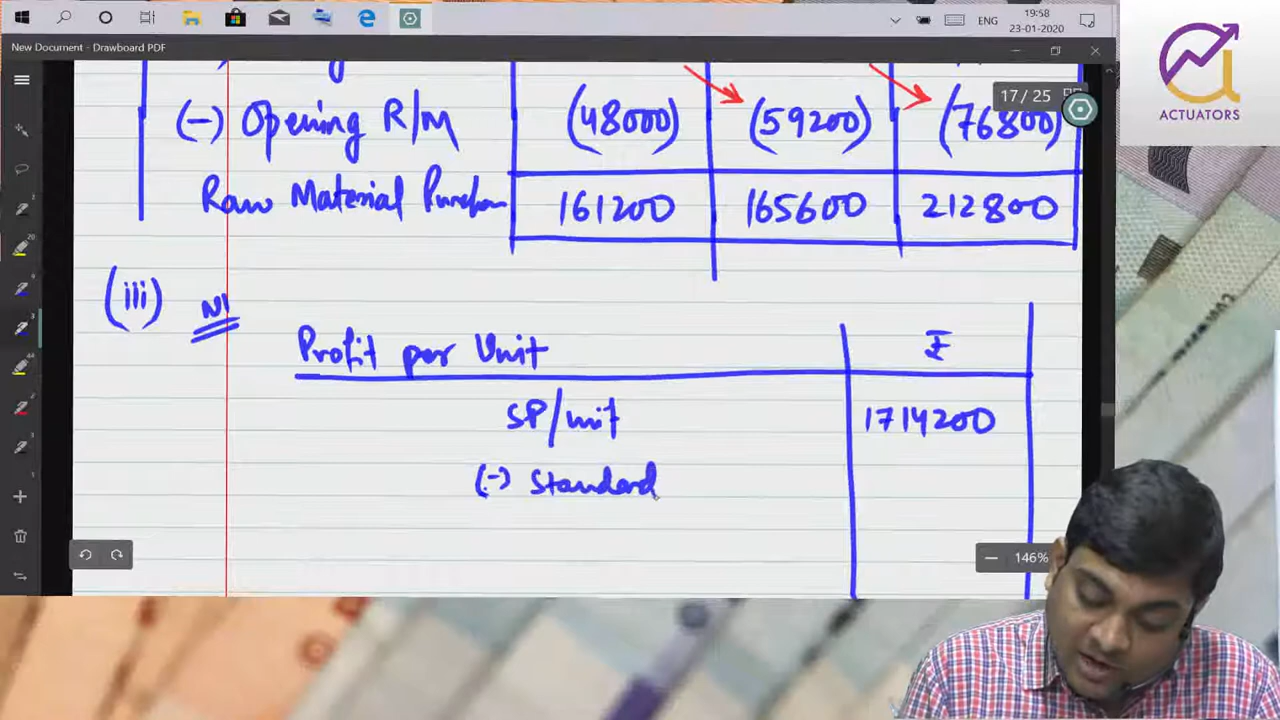 19:58
ENG
23-01-2020
New Document - Drawboard PDF
17 / 25
ACTUATORS
(-) Opening R/M (48000) (59200) (76800)
Raw Material Purchase 161200 165600 212800
(iii) N1
Profit per Unit ₹
SP/unit 1714200
(-) Standard
146%